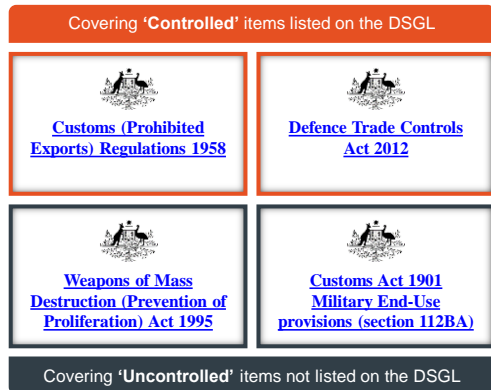 Covering ‘Controlled’ items listed on the DSGL
Customs (Prohibited
Exports) Regulations 1958
Defence Trade Controls
Act 2012
Weapons of Mass
Destruction (Prevention of
Proliferation) Act 1995
Customs Act 1901
Military End-Use
provisions (section 112BA)
Covering ‘Uncontrolled’ items not listed on the DSGL